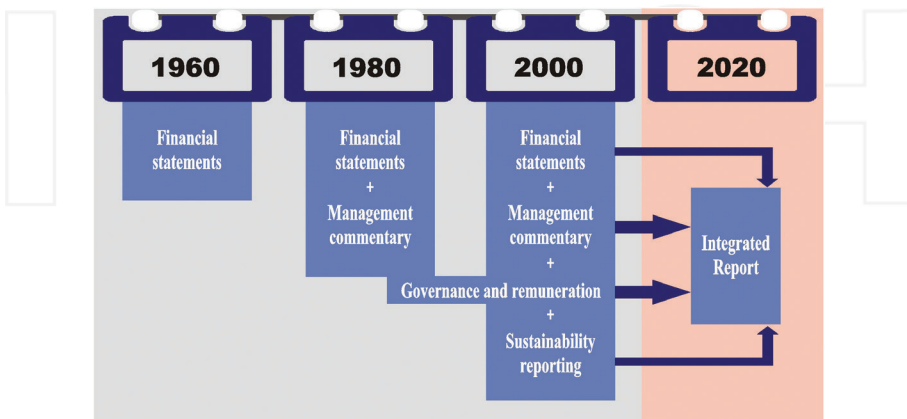 1960
1980
2000
2020
Financial
statements
Financial
statements
+
Management
commentary
Financial
statements
+
Management
commentary
+
Governance and remuneration
+
Sustainability
reporting
Integrated
Report